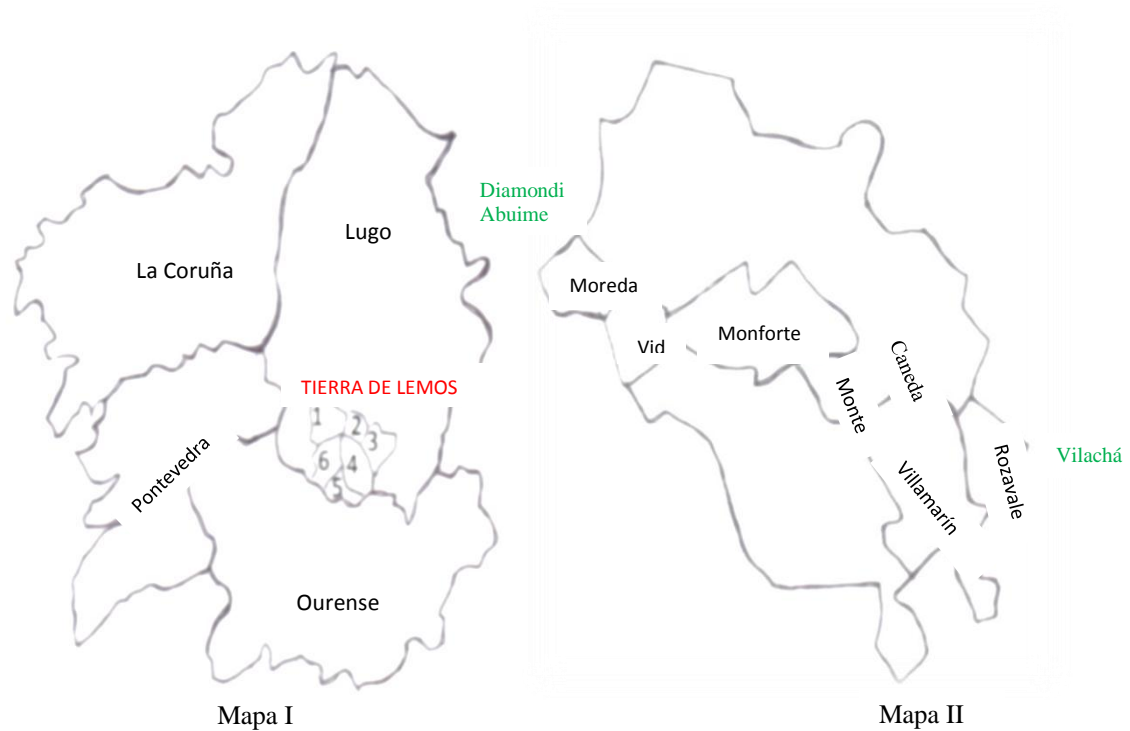 Diamondi
Abuime
Lugo
La Coruña
Moreda
Monforte
Vid
Caneda
TIERRA DE LEMOS
1
2
3
Monte
6
4
Pontevedra
Vilachá
Rozavale
5
Villamarín
Ourense
Mapa I
Mapa II